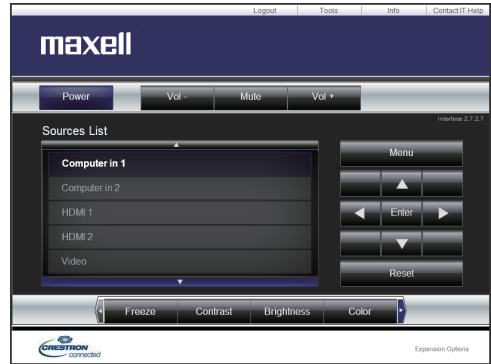 Logout Tools Info Contact IT Help
maxell
Power Vol - Mute Vol +
Interface 2.7.2.7
Sources List
Computer in 1
Computer in 2
HDMI 1
HDMI 2
Video
Menu
Enter
Reset
Freeze Contrast Brightness Color
CRESTRON
connected
Expansion Options